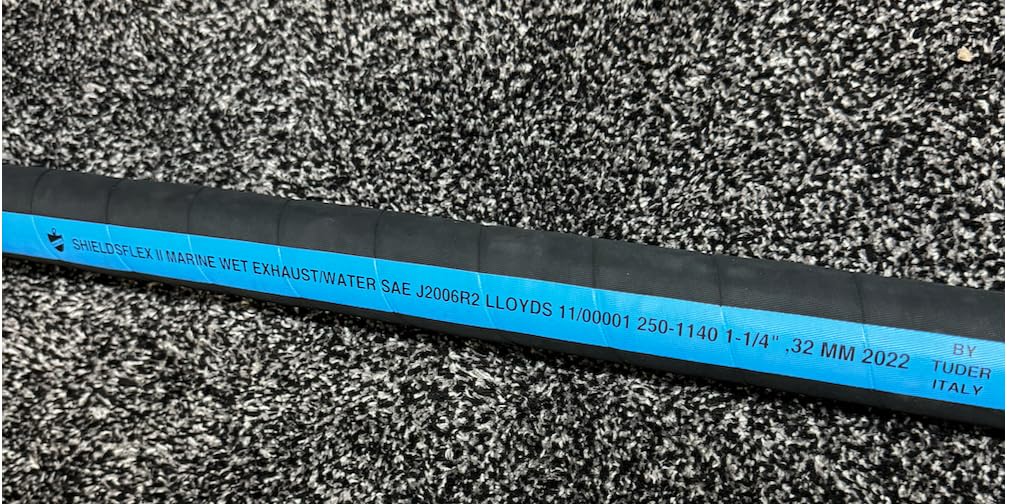 SHIELDSFLEX II MARINE WET EXHAUST/WATER SAE J2006R2 LLOYDS 11/00001 250-1140 1-1/4" ,32 MM 2022
BY
TUDER
ITALY